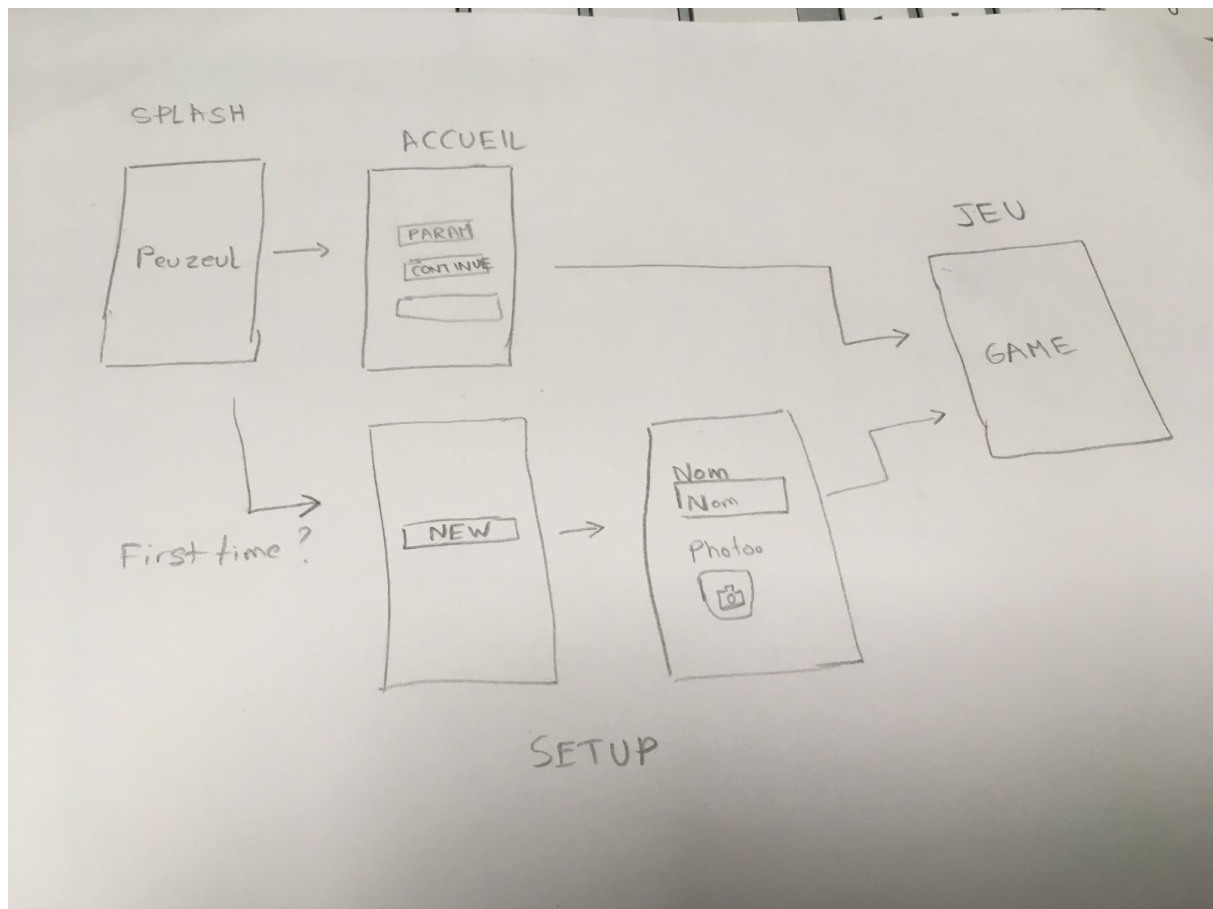 SPLASH
ACCUEIL
JEU
Peuzeul
PARAM
CONTINUE
GAME
First time ?
NEW
Nom
Nom
Photoo
SETUP